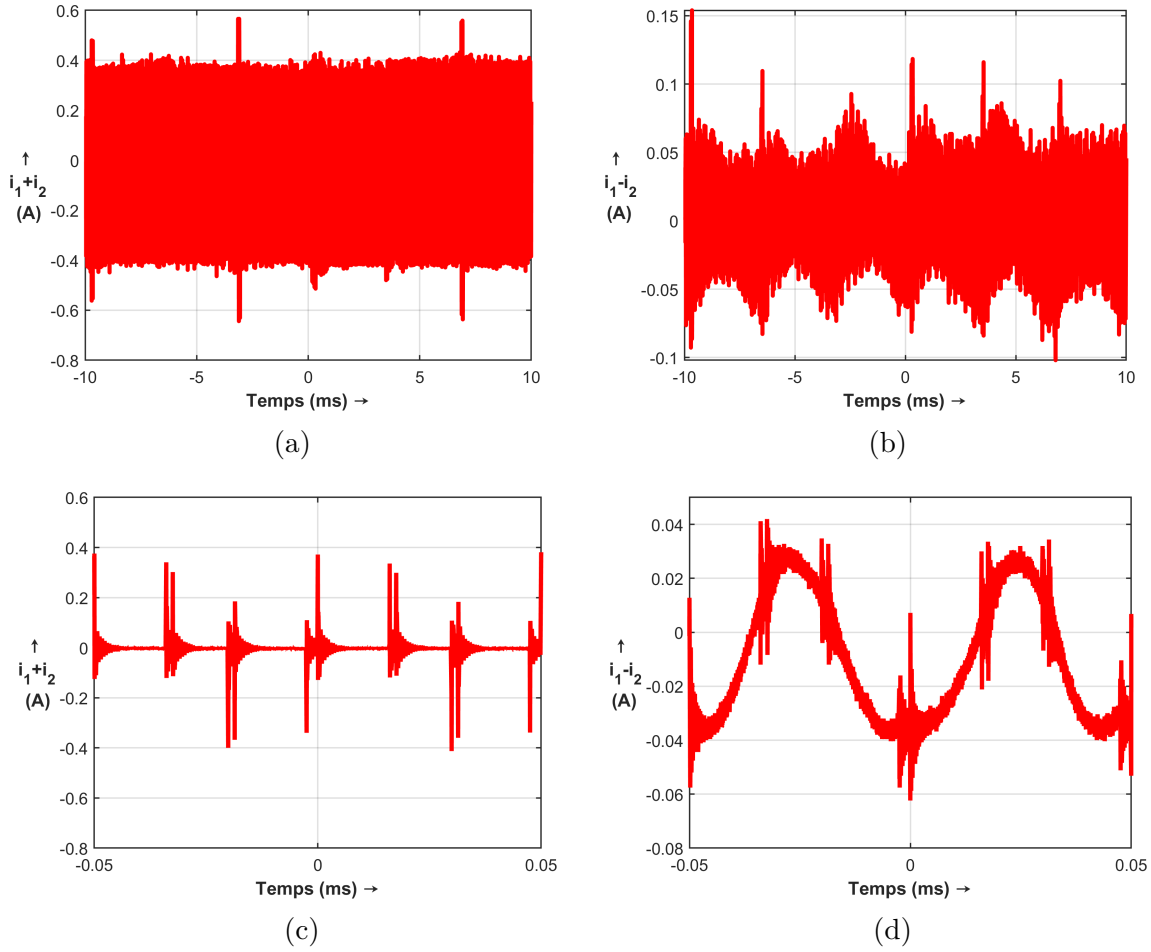 0.6
0.4
0.2
0
-0.2
-0.4
-0.6
-0.8
-10
-5
0
5
10
i1+i2
(A)
Temps (ms) →
(a)
0.15
0.1
0.05
0
-0.05
-0.1
-10
-5
0
5
10
i1-i2
(A)
Temps (ms) →
(b)
0.6
0.4
0.2
0
-0.2
-0.4
-0.6
-0.8
-0.05
0
0.05
i1+i2
(A)
Temps (ms) →
(c)
0.04
0.02
0
-0.02
-0.04
-0.06
-0.08
-0.05
0
0.05
i1-i2
(A)
Temps (ms) →
(d)